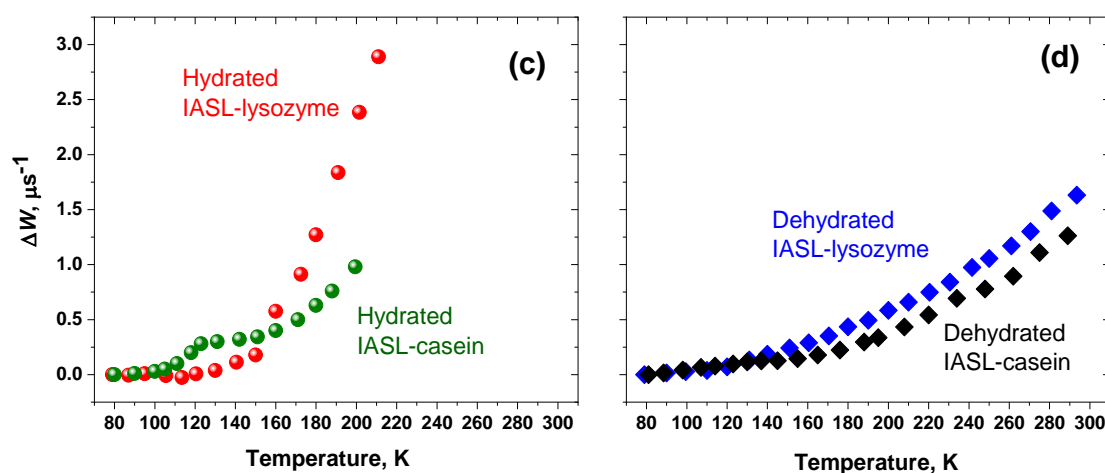 (c)
Hydrated
IASL-lysozyme
Hydrated
IASL-casein
ΔW, μs⁻¹
3.0
2.5
2.0
1.5
1.0
0.5
0.0
80 100 120 140 160 180 200 220 240 260 280 300
Temperature, K
(d)
Dehydrated
IASL-lysozyme
Dehydrated
IASL-casein
80 100 120 140 160 180 200 220 240 260 280 300
Temperature, K